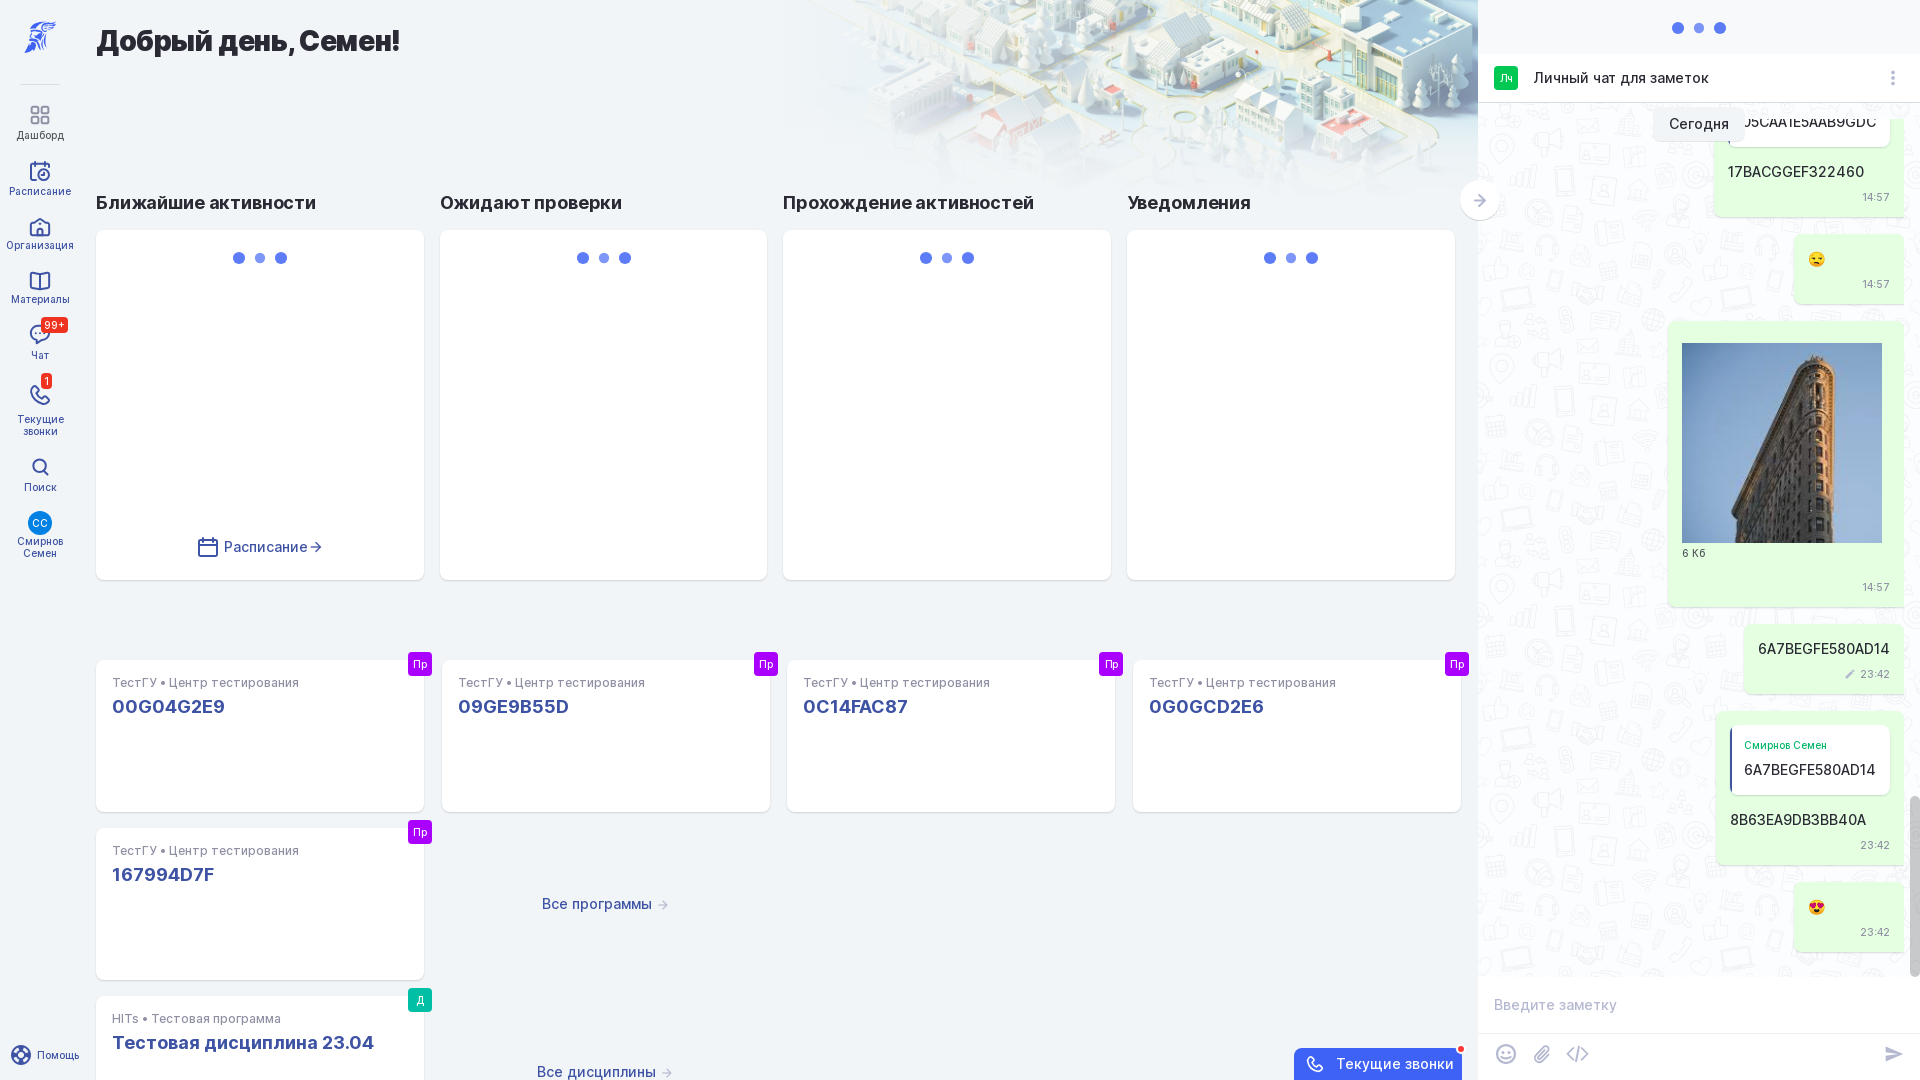 Добрый день, Семен!
Дашборд
Расписание
Организация
Материалы
99+
Чат
1
Текущие
звонки
Поиск
СС
Смирнов
Семен
Помощь
Ближайшие активности
Ожидают проверки
Прохождение активностей
Уведомления
Расписание
Пр
ТестГУ • Центр тестирования
00G04G2E9
Пр
ТестГУ • Центр тестирования
09GE9B55D
Пр
ТестГУ • Центр тестирования
0C14FAC87
Пр
ТестГУ • Центр тестирования
0G0GCD2E6
Пр
ТестГУ • Центр тестирования
167994D7F
Все программы
Д
HITs • Тестовая программа
Тестовая дисциплина 23.04
Все дисциплины
Текущие звонки
Лч
Личный чат для заметок
Сегодня
17BACGGEF322460
14:57
14:57
6 Кб
14:57
6A7BEGFE580AD14
23:42
Смирнов Семен
6A7BEGFE580AD14
8B63EA9DB3BB40A
23:42
23:42
Введите заметку